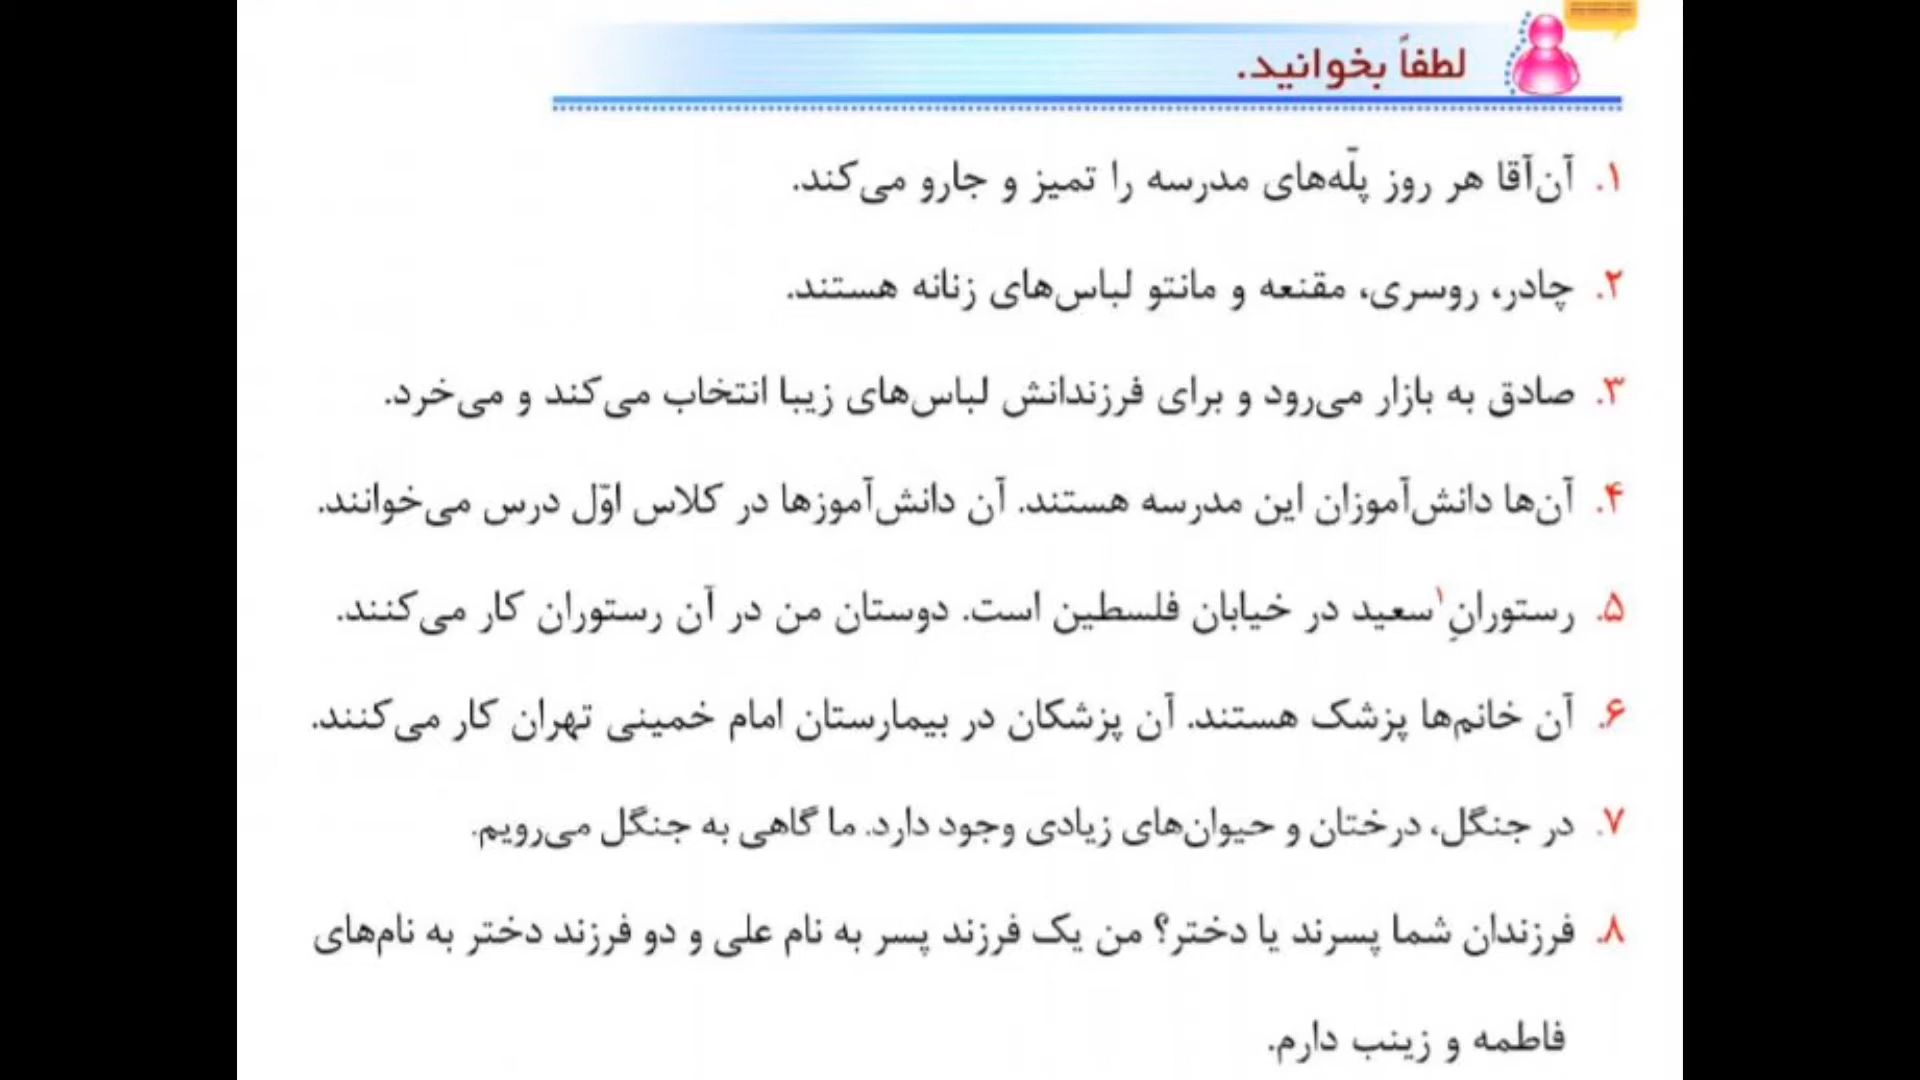 لطفاً بخوانید.
۱. آن‌آقا هر روز پلّه‌های مدرسه را تمیز و جارو می‌کند.
۲. چادر، روسری، مقنعه و مانتو لباس‌های زنانه هستند.
۳. صادق به بازار می‌رود و برای فرزندانش لباس‌های زیبا انتخاب می‌کند و می‌خرد.
۴. آن‌ها دانش‌آموزان این مدرسه هستند. آن دانش‌آموزها در کلاس اوّل درس می‌خوانند.
۵. رستورانِ۱ سعید در خیابان فلسطین است. دوستان من در آن رستوران کار می‌کنند.
۶. آن خانم‌ها پزشک هستند. آن پزشکان در بیمارستان امام خمینی تهران کار می‌کنند.
۷. در جنگل، درختان و حیوان‌های زیادی وجود دارد. ما گاهی به جنگل می‌رویم.
۸. فرزندان شما پسرند یا دختر؟ من یک فرزند پسر به نام علی و دو فرزند دختر به نام‌های
فاطمه و زینب دارم.